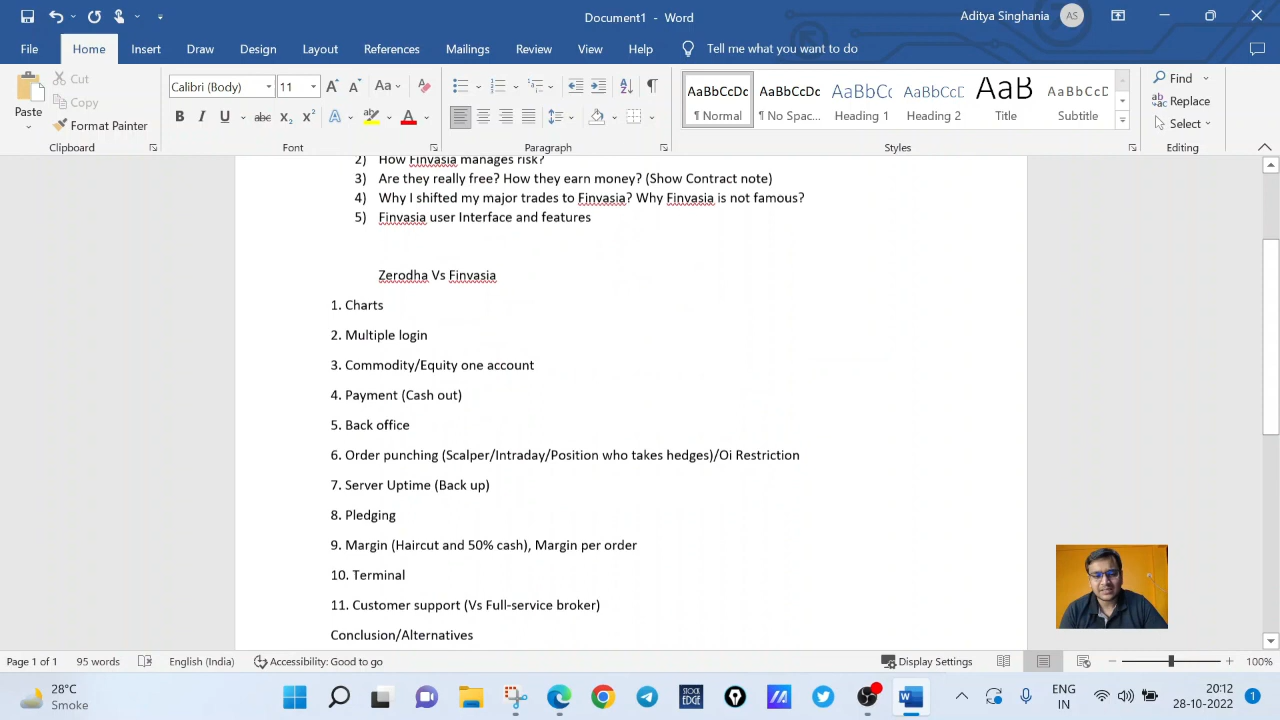 Document1 - Word
Aditya Singhania AS
File Home Insert Draw Design Layout References Mailings Review View Help Tell me what you want to do
Paste
Cut
Copy
Format Painter
Clipboard
Calibri (Body) 11
Font
Paragraph
AaBbCcDc AaBbCcDc AaBbCc AaBbCcD AaB AaBbCcD
¶ Normal ¶ No Spac... Heading 1 Heading 2 Title Subtitle
Styles
Find
Replace
Select
Editing
2) How Finvasia manages risk?
3) Are they really free? How they earn money? (Show Contract note)
4) Why I shifted my major trades to Finvasia? Why Finvasia is not famous?
5) Finvasia user Interface and features
Zerodha Vs Finvasia
1. Charts
2. Multiple login
3. Commodity/Equity one account
4. Payment (Cash out)
5. Back office
6. Order punching (Scalper/Intraday/Position who takes hedges)/Oi Restriction
7. Server Uptime (Back up)
8. Pledging
9. Margin (Haircut and 50% cash), Margin per order
10. Terminal
11. Customer support (Vs Full-service broker)
Conclusion/Alternatives
Page 1 of 1 95 words English (India) Accessibility: Good to go Display Settings 100%
28°C
Smoke
STOCK EDGE
ENG
IN
20:12
28-10-2022
1